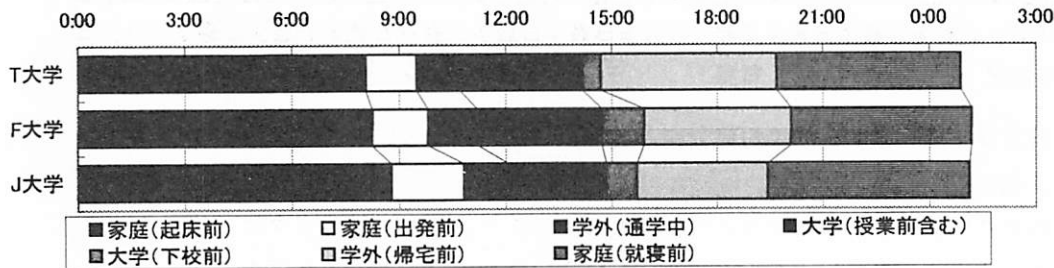 0:00 3:00 6:00 9:00 12:00 15:00 18:00 21:00 0:00 3:00
T大学
F大学
J大学
家庭(起床前) 家庭(出発前) 学外(通学中) 大学(授業前含む)
大学(下校前) 学外(帰宅前) 家庭(就寝前)